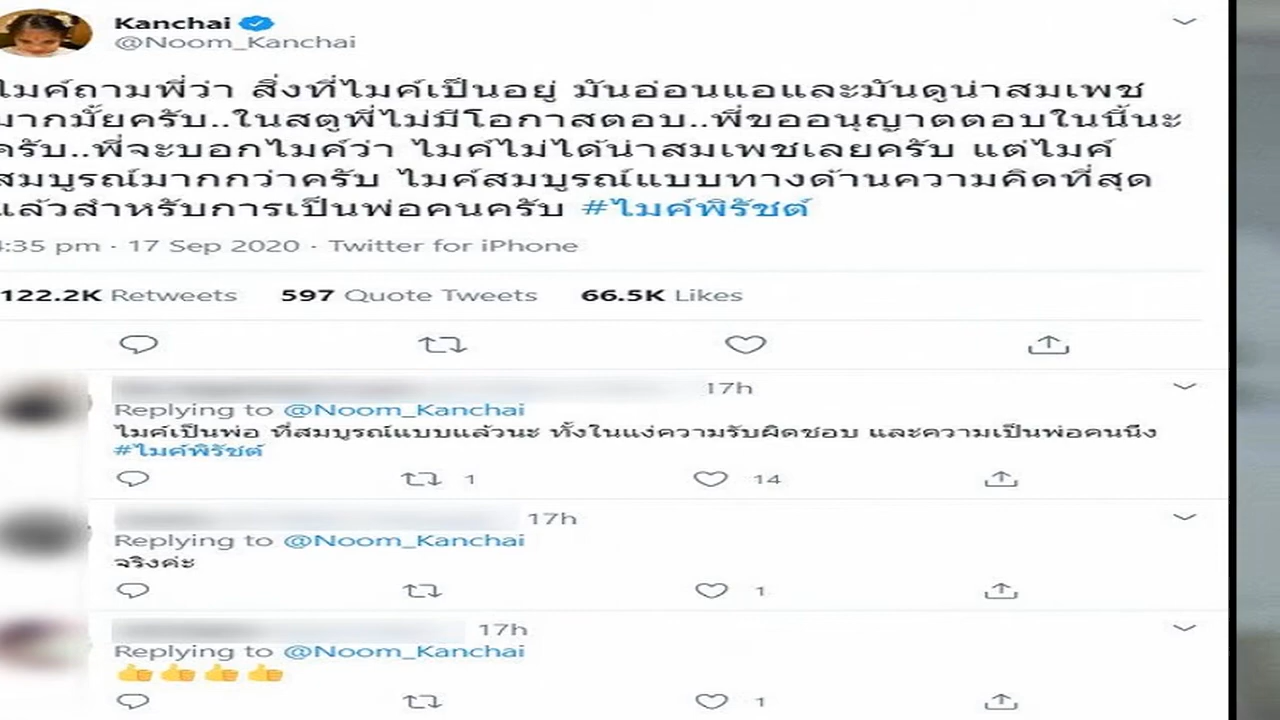 Kanchai
@Noom_Kanchai
ไมค์ถามพี่ว่า สิ่งที่ไมค์เป็นอยู่ มันอ่อนแอและมันดูน่าสมเพช
มากมั้ยครับ..ในสตูพี่ไม่มีโอกาสตอบ..พี่ขออนุญาตตอบในนี้นะ
ครับ..พี่จะบอกไมค์ว่า ไมค์ไม่ได้น่าสมเพชเลยครับ แต่ไมค์
สมบูรณ์มากกว่าครับ ไมค์สมบูรณ์แบบทางด้านความคิดที่สุด
แล้วสำหรับการเป็นพ่อคนครับ #ไมค์พิรัชต์
4:35 pm · 17 Sep 2020 · Twitter for iPhone
122.2K Retweets 597 Quote Tweets 66.5K Likes
17h
Replying to @Noom_Kanchai
ไมค์เป็นพ่อ ที่สมบูรณ์แบบแล้วนะ ทั้งในแง่ความรับผิดชอบ และความเป็นพ่อคนนึง
#ไมค์พิรัชต์
1 14
17h
Replying to @Noom_Kanchai
จริงค่ะ
1
17h
Replying to @Noom_Kanchai
👍👍👍👍
1